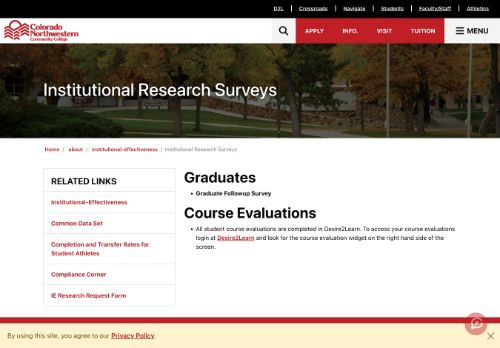 D2L | Crossroads | Navigate | Students | Faculty/Staff | Athletics
Colorado
Northwestern
Community College
APPLY INFO. VISIT TUITION MENU
Institutional Research Surveys
Home / about / institutional-effectiveness / Institutional Research Surveys
RELATED LINKS
Institutional-Effectiveness
Common Data Set
Completion and Transfer Rates for
Student Athletes
Compliance Corner
IE Research Request Form
Graduates
• Graduate Followup Survey
Course Evaluations
• All student course evaluations are completed in Desire2Learn. To access your course evaluations
login at Desire2Learn and look for the course evaluation widget on the right hand side of the
screen.
By using this site, you agree to our Privacy Policy